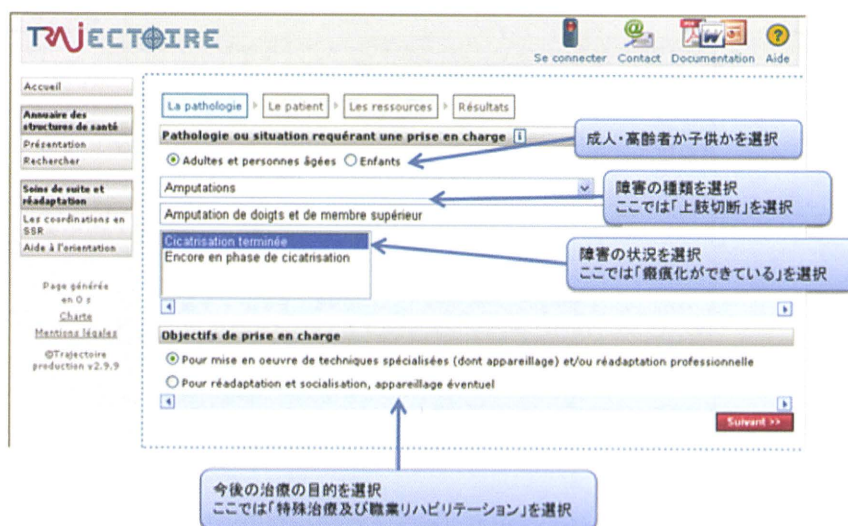 TRAJECTOIRE
Se connecter
Contact
Documentation
Aide
Accueil
Annuaire des
structures de santé
Présentation
Rechercher
Soins de suite et
réadaptation
Les coordinations en
SSR
Aide à l'orientation
Page générée
en 0 s
Charte
Mentions légales
©Trajectoire
production v2.9.9
La pathologie
Le patient
Les ressources
Résultats
Pathologie ou situation requérant une prise en charge
成人・高齢者か子供かを選択
Adultes et personnes âgées
Enfants
Amputations
障害の種類を選択
ここでは「上肢切断」を選択
Amputation de doigts et de membre supérieur
Cicatrisation terminée
Encore en phase de cicatrisation
障害の状況を選択
ここでは「瘢痕化ができている」を選択
Objectifs de prise en charge
Pour mise en oeuvre de techniques spécialisées (dont appareillage) et/ou réadaptation professionnelle
Pour réadaptation et socialisation, appareillage éventuel
Suivant >>
今後の治療の目的を選択
ここでは「特殊治療及び職業リハビリテーション」を選択